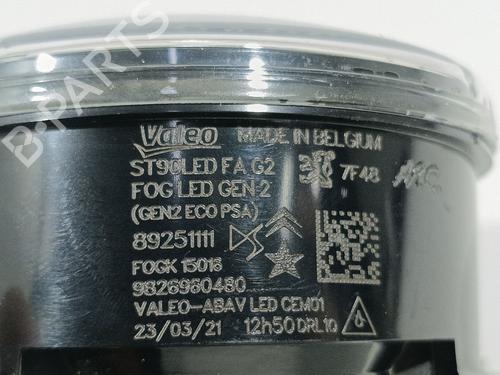 Valeo MADE IN BELGIUM
ST90LED FA G2 7F48
FOG LED GEN-2
(GEN2 ECO PSA)
89251111
FOGK 15016
9826960480
VALEO-ABAV LED CEM01
23/03/21 12h50 DRL10
B-PARTS